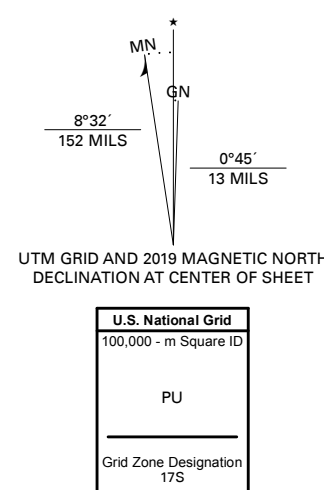 ★
MN
GN
8°32´
152 MILS
0°45´
13 MILS
UTM GRID AND 2019 MAGNETIC NORTH
DECLINATION AT CENTER OF SHEET
U.S. National Grid
100,000 - m Square ID
PU
Grid Zone Designation
17S